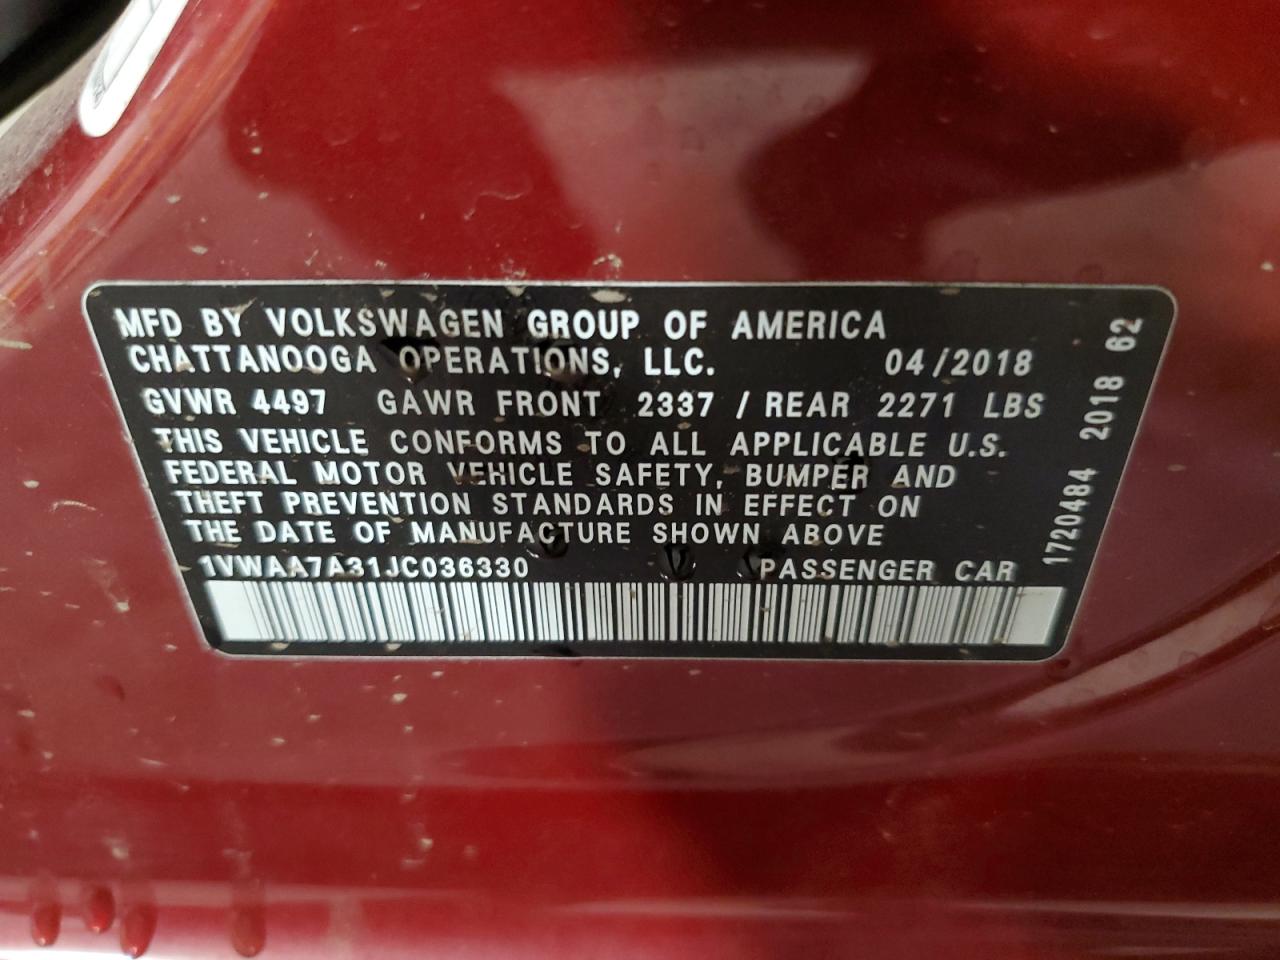 MFD BY VOLKSWAGEN GROUP OF AMERICA
CHATTANOOGA OPERATIONS, LLC. 04/2018
GVWR 4497 GAWR FRONT 2337 / REAR 2271 LBS
THIS VEHICLE CONFORMS TO ALL APPLICABLE U.S.
FEDERAL MOTOR VEHICLE SAFETY, BUMPER AND
THEFT PREVENTION STANDARDS IN EFFECT ON
THE DATE OF MANUFACTURE SHOWN ABOVE
1VWAA7A31JC036330 PASSENGER CAR
1720484 2018 62